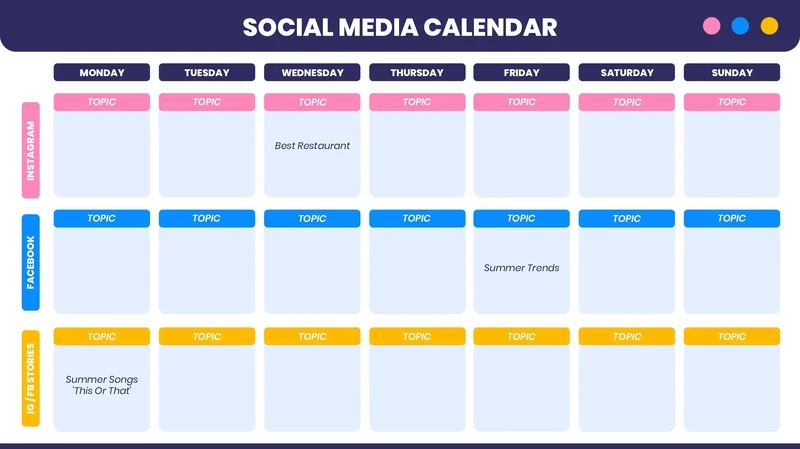 SOCIAL MEDIA CALENDAR
MONDAY TUESDAY WEDNESDAY THURSDAY FRIDAY SATURDAY SUNDAY
INSTAGRAM
TOPIC TOPIC TOPIC TOPIC TOPIC TOPIC TOPIC
Best Restaurant
FACEBOOK
TOPIC TOPIC TOPIC TOPIC TOPIC TOPIC TOPIC
Summer Trends
IG / FB STORIES
TOPIC TOPIC TOPIC TOPIC TOPIC TOPIC TOPIC
Summer Songs
'This Or That'